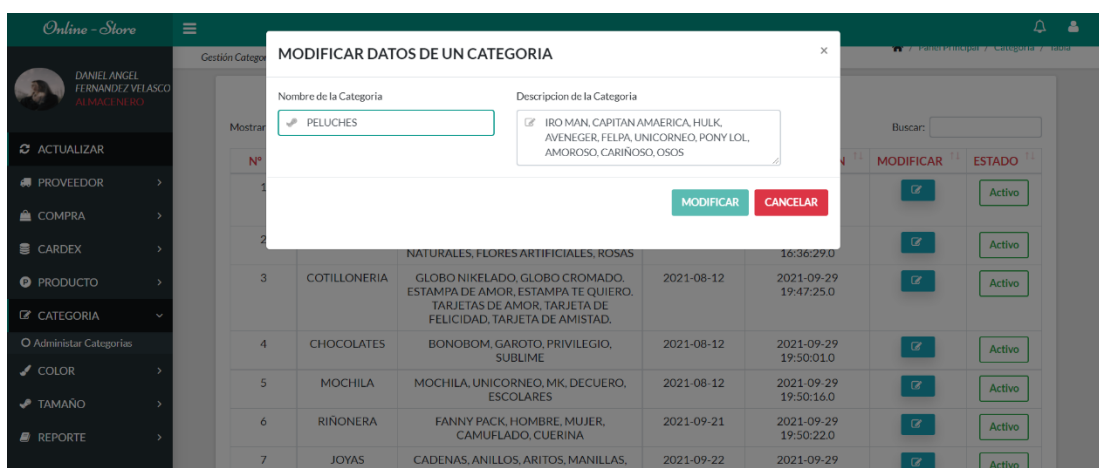 Online - Store
Gestión Categor
Panel Principal / Categoria / Tabla
DANIEL ANGEL
FERNANDEZ VELASCO
ALMACENERO
ACTUALIZAR
PROVEEDOR
COMPRA
CARDEX
PRODUCTO
CATEGORIA
Administar Categorias
COLOR
TAMAÑO
REPORTE
MODIFICAR DATOS DE UN CATEGORIA
×
Nombre de la Categoria
Descripcion de la Categoria
PELUCHES
IRO MAN, CAPITAN AMAERICA, HULK,
AVENEGER, FELPA, UNICORNEO, PONY LOL,
AMOROSO, CARIÑOSO, OSOS
MODIFICAR
CANCELAR
Mostrar
Buscar:
Nº
N
MODIFICAR
ESTADO
1
Activo
2
NATURALES, FLORES ARTIFICIALES, ROSAS
16:36:29.0
Activo
3
COTILLONERIA
GLOBO NIKELADO, GLOBO CROMADO.
ESTAMPA DE AMOR, ESTAMPA TE QUIERO.
TARJETAS DE AMOR, TARJETA DE
FELICIDAD, TARJETA DE AMISTAD.
2021-08-12
2021-09-29
19:47:25.0
Activo
4
CHOCOLATES
BONOBOM, GAROTO, PRIVILEGIO,
SUBLIME
2021-08-12
2021-09-29
19:50:01.0
Activo
5
MOCHILA
MOCHILA, UNICORNEO, MK, DECUERO,
ESCOLARES
2021-08-12
2021-09-29
19:50:16.0
Activo
6
RIÑONERA
FANNY PACK, HOMBRE, MUJER,
CAMUFLADO, CUERINA
2021-09-21
2021-09-29
19:50:22.0
Activo
7
JOYAS
CADENAS, ANILLOS, ARITOS, MANILLAS,
2021-09-22
2021-09-29
Activo